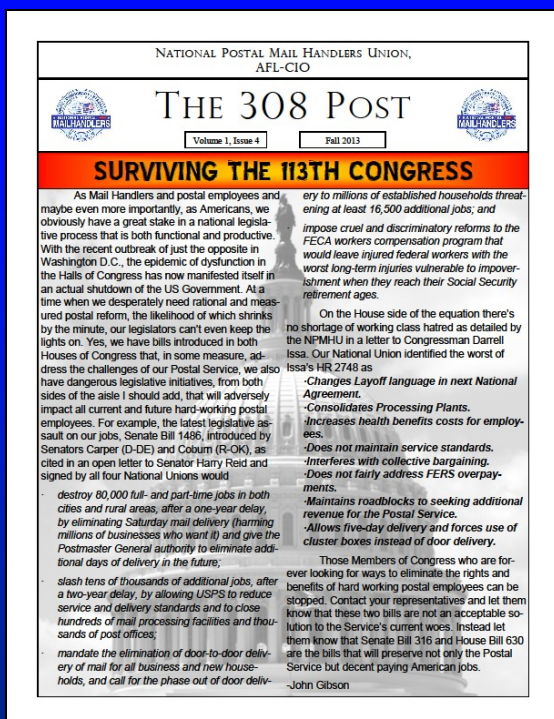 NATIONAL POSTAL MAIL HANDLERS UNION,
AFL-CIO
THE 308 POST
MAILHANDLERS
MAILHANDLERS
Volume 1, Issue 4
Fall 2013
SURVIVING THE 113TH CONGRESS
As Mail Handlers and postal employees and
maybe even more importantly, as Americans, we
obviously have a great stake in a national legisla-
tive process that is both functional and productive.
With the recent outbreak of just the opposite in
Washington D.C., the epidemic of dysfunction in
the Halls of Congress has now manifested itself in
an actual shutdown of the US Government. At a
time when we desperately need rational and meas-
ured postal reform, the likelihood of which shrinks
by the minute, our legislators can't even keep the
lights on. Yes, we have bills introduced in both
Houses of Congress that, in some measure, ad-
dress the challenges of our Postal Service, we also
have dangerous legislative initiatives, from both
sides of the aisle I should add, that will adversely
impact all current and future hard-working postal
employees. For example, the latest legislative as-
sault on our jobs, Senate Bill 1486, introduced by
Senators Carper (D-DE) and Coburn (R-OK), as
cited in an open letter to Senator Harry Reid and
signed by all four National Unions would
· destroy 80,000 full- and part-time jobs in both
cities and rural areas, after a one-year delay,
by eliminating Saturday mail delivery (harming
millions of businesses who want it) and give the
Postmaster General authority to eliminate addi-
tional days of delivery in the future;
· slash tens of thousands of additional jobs, after
a two-year delay, by allowing USPS to reduce
service and delivery standards and to close
hundreds of mail processing facilities and thou-
sands of post offices;
· mandate the elimination of door-to-door deliv-
ery of mail for all business and new house-
holds, and call for the phase out of door deliv-
ery to millions of established households threat-
ening at least 16,500 additional jobs; and
· impose cruel and discriminatory reforms to the
FECA workers compensation program that
would leave injured federal workers with the
worst long-term injuries vulnerable to impover-
ishment when they reach their Social Security
retirement ages.
On the House side of the equation there's
no shortage of working class hatred as detailed by
the NPMHU in a letter to Congressman Darrell
Issa. Our National Union identified the worst of
Issa's HR 2748 as
·Changes Layoff language in next National
Agreement.
·Consolidates Processing Plants.
·Increases health benefits costs for employ-
ees.
·Does not maintain service standards.
·Interferes with collective bargaining.
·Does not fairly address FERS overpay-
ments.
·Maintains roadblocks to seeking additional
revenue for the Postal Service.
·Allows five-day delivery and forces use of
cluster boxes instead of door delivery.
Those Members of Congress who are for-
ever looking for ways to eliminate the rights and
benefits of hard working postal employees can be
stopped. Contact your representatives and let them
know that these two bills are not an acceptable so-
lution to the Service's current woes. Instead let
them know that Senate Bill 316 and House Bill 630
are the bills that will preserve not only the Postal
Service but decent paying American jobs.
-John Gibson